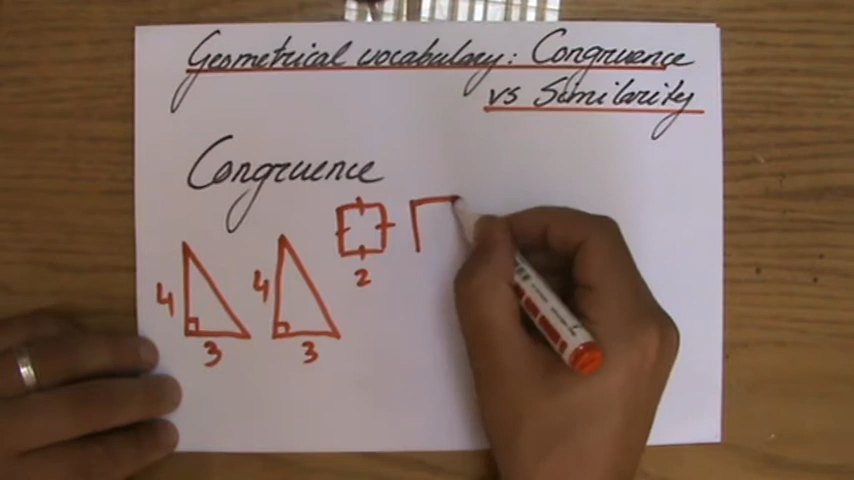 Geometrical vocabulary: Congruence
vs Similarity
Congruence
4 4 2
3 3